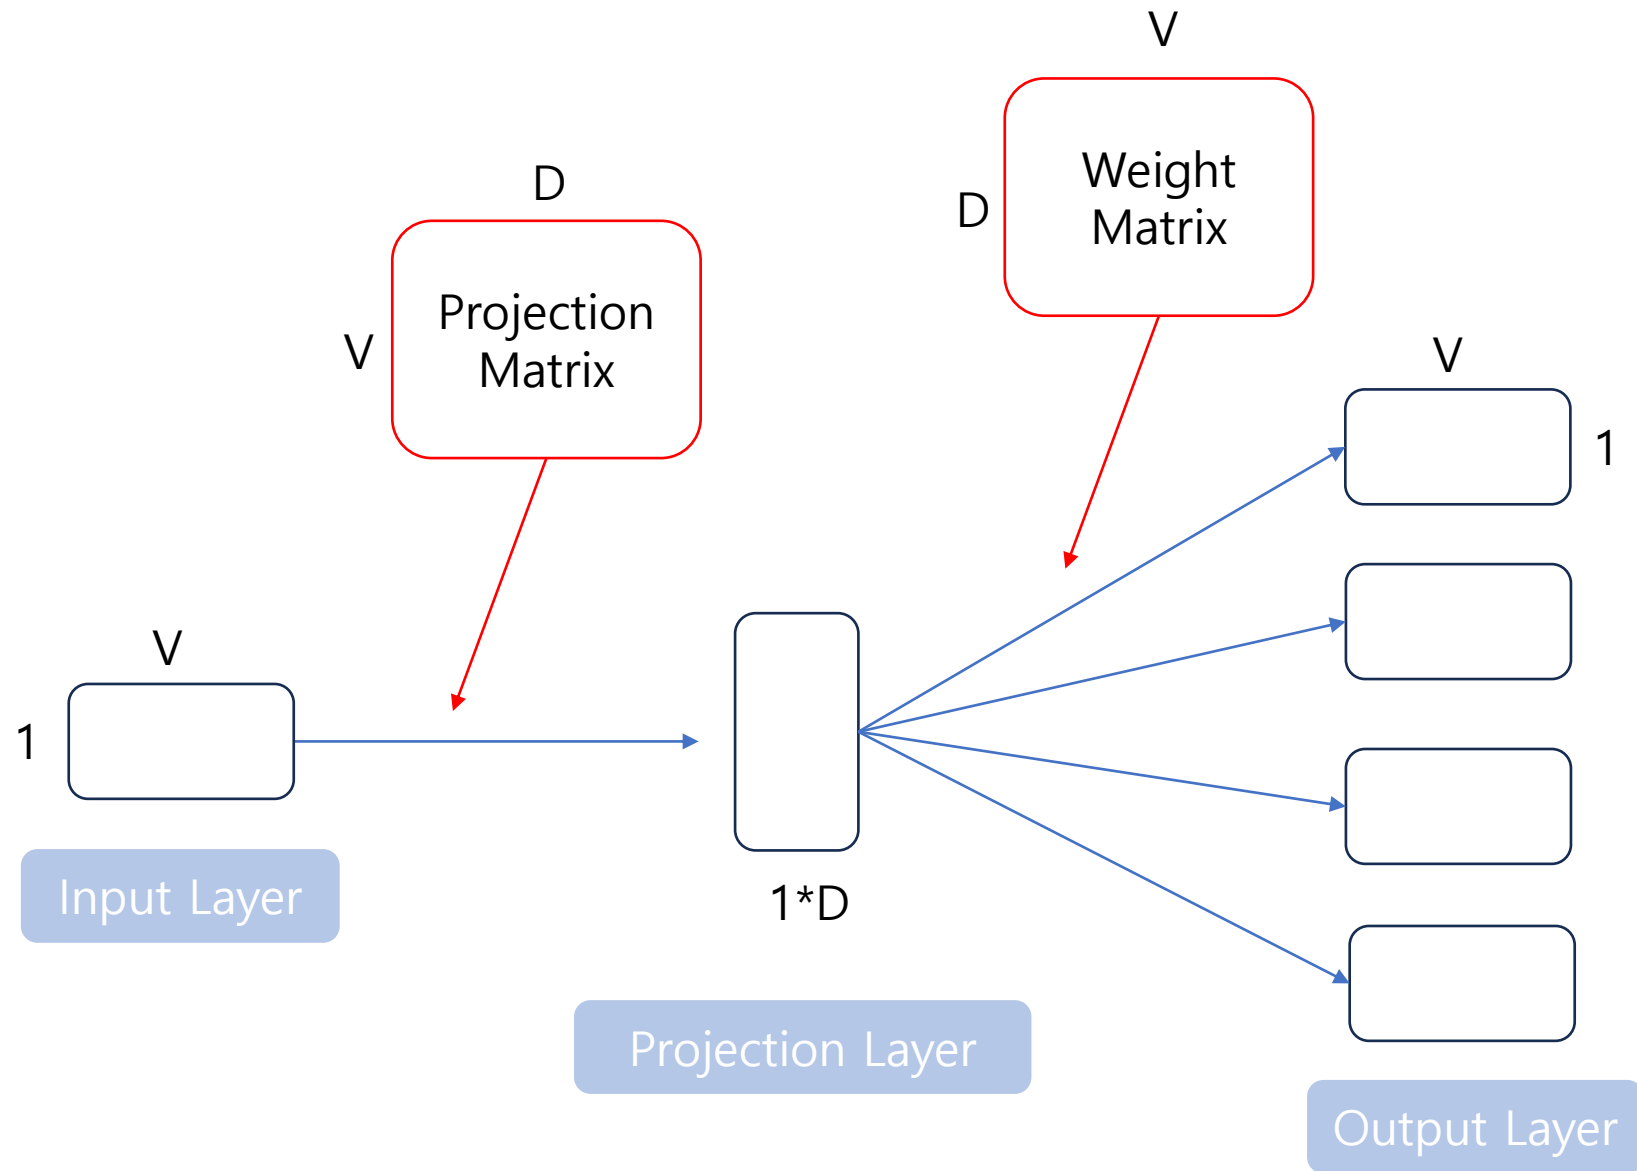 V
D
Weight
Matrix
D
Projection
Matrix
V
V
1
V
1
Input Layer
1*D
Projection Layer
Output Layer